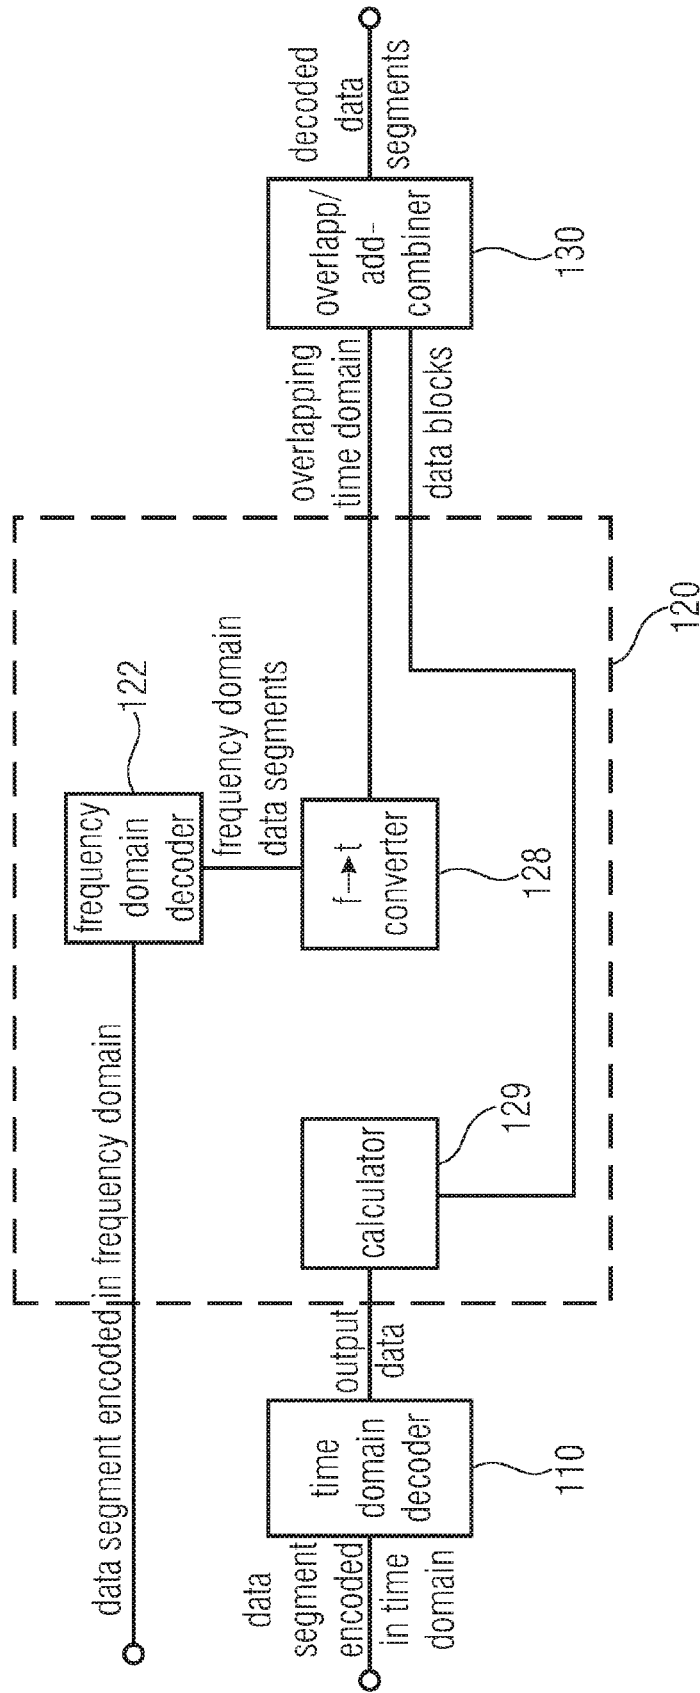 data segment encoded in frequency domain
frequency
domain
decoder
122
frequency domain
data segments
data
segment
encoded
in time
domain
time
domain
decoder
110
output
data
calculator
129
f→t
converter
128
120
overlapping
time domain
data blocks
overlapp/
add-
combiner
130
decoded
data
segments